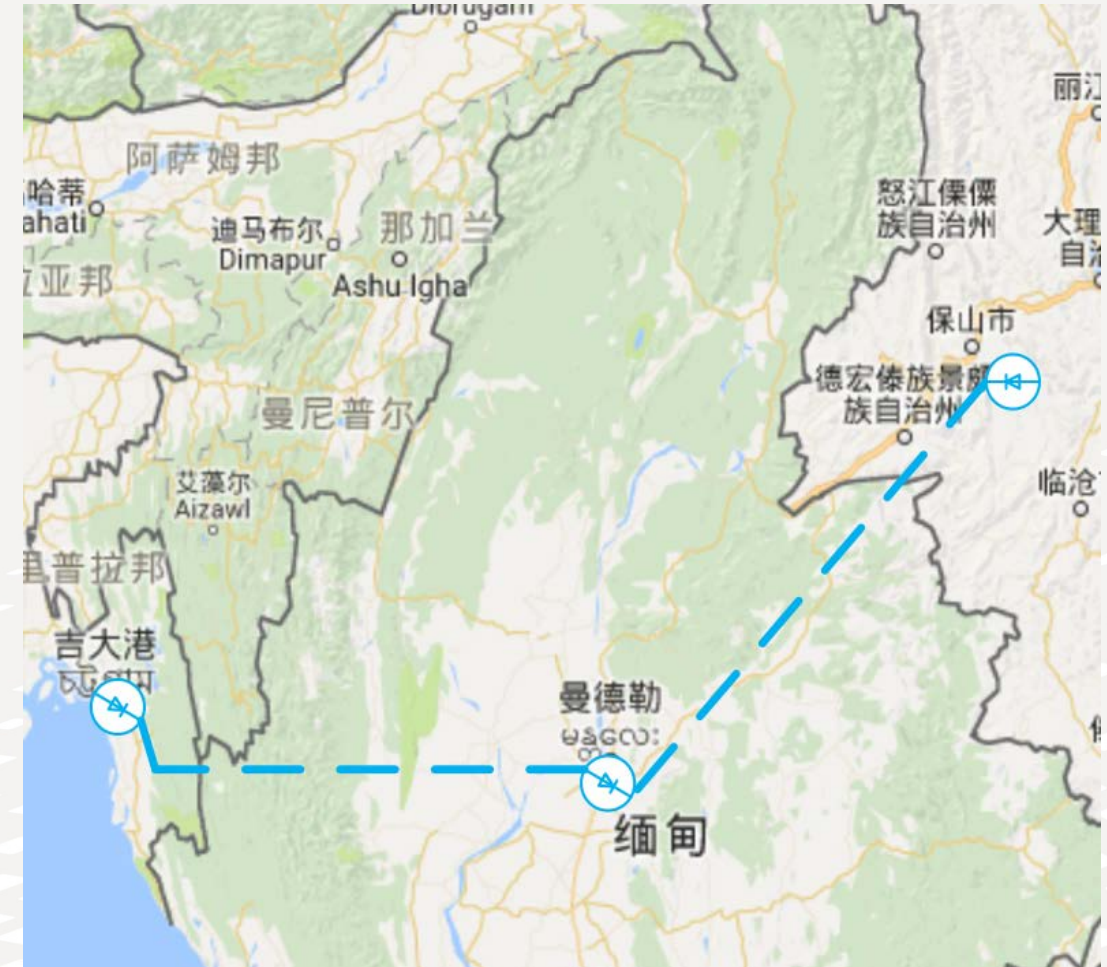 阿萨姆邦
哈蒂
ahati
迪马布尔
Dimapur
那加兰
Ashu Igha
亚邦
怒江傈僳
族自治州
丽江
大理
自治
保山市
德宏傣族景颇
族自治州
临沧
曼尼普尔
艾藻尔
Aizawl
普拉邦
吉大港
曼德勒
မန္တလေး
缅甸